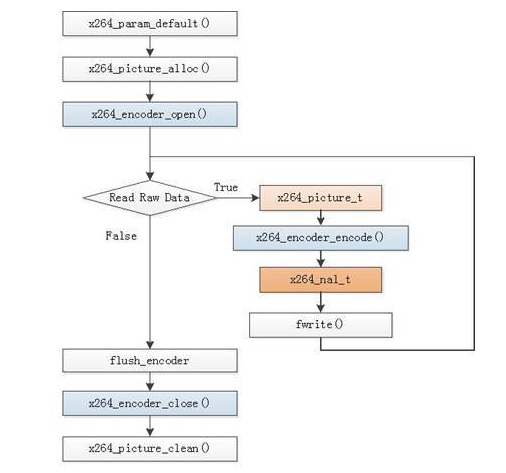 x264_param_default()
x264_picture_alloc()
x264_encoder_open()
Read Raw Data
True
x264_picture_t
x264_encoder_encode()
x264_nal_t
fwrite()
False
flush_encoder
x264_encoder_close()
x264_picture_clean()